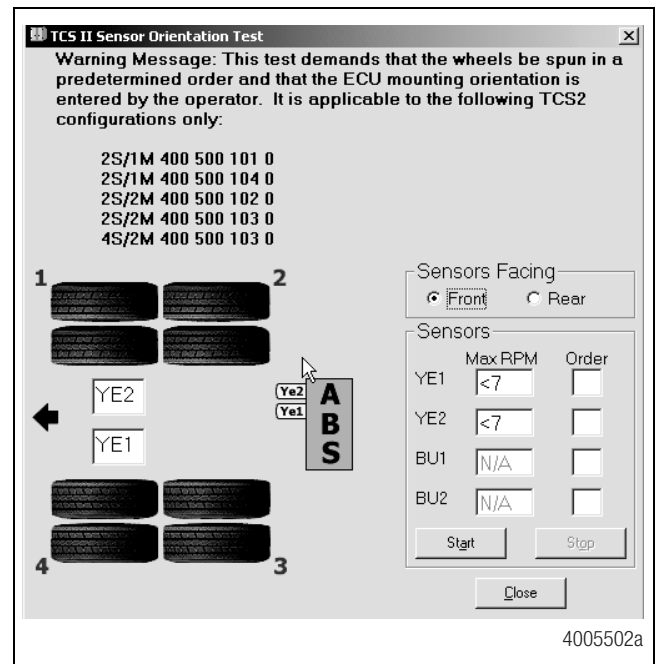 TCS II Sensor Orientation Test
Warning Message: This test demands that the wheels be spun in a
predetermined order and that the ECU mounting orientation is
entered by the operator. It is applicable to the following TCS2
configurations only:
2S/1M 400 500 101 0
2S/1M 400 500 104 0
2S/2M 400 500 102 0
2S/2M 400 500 103 0
4S/2M 400 500 103 0
1
2
YE2
YE1
Ye2
Ye1
A
B
S
4
3
Sensors Facing
Front Rear
Sensors
Max RPM Order
YE1 <7
YE2 <7
BU1 N/A
BU2 N/A
Start Stop
Close
4005502a